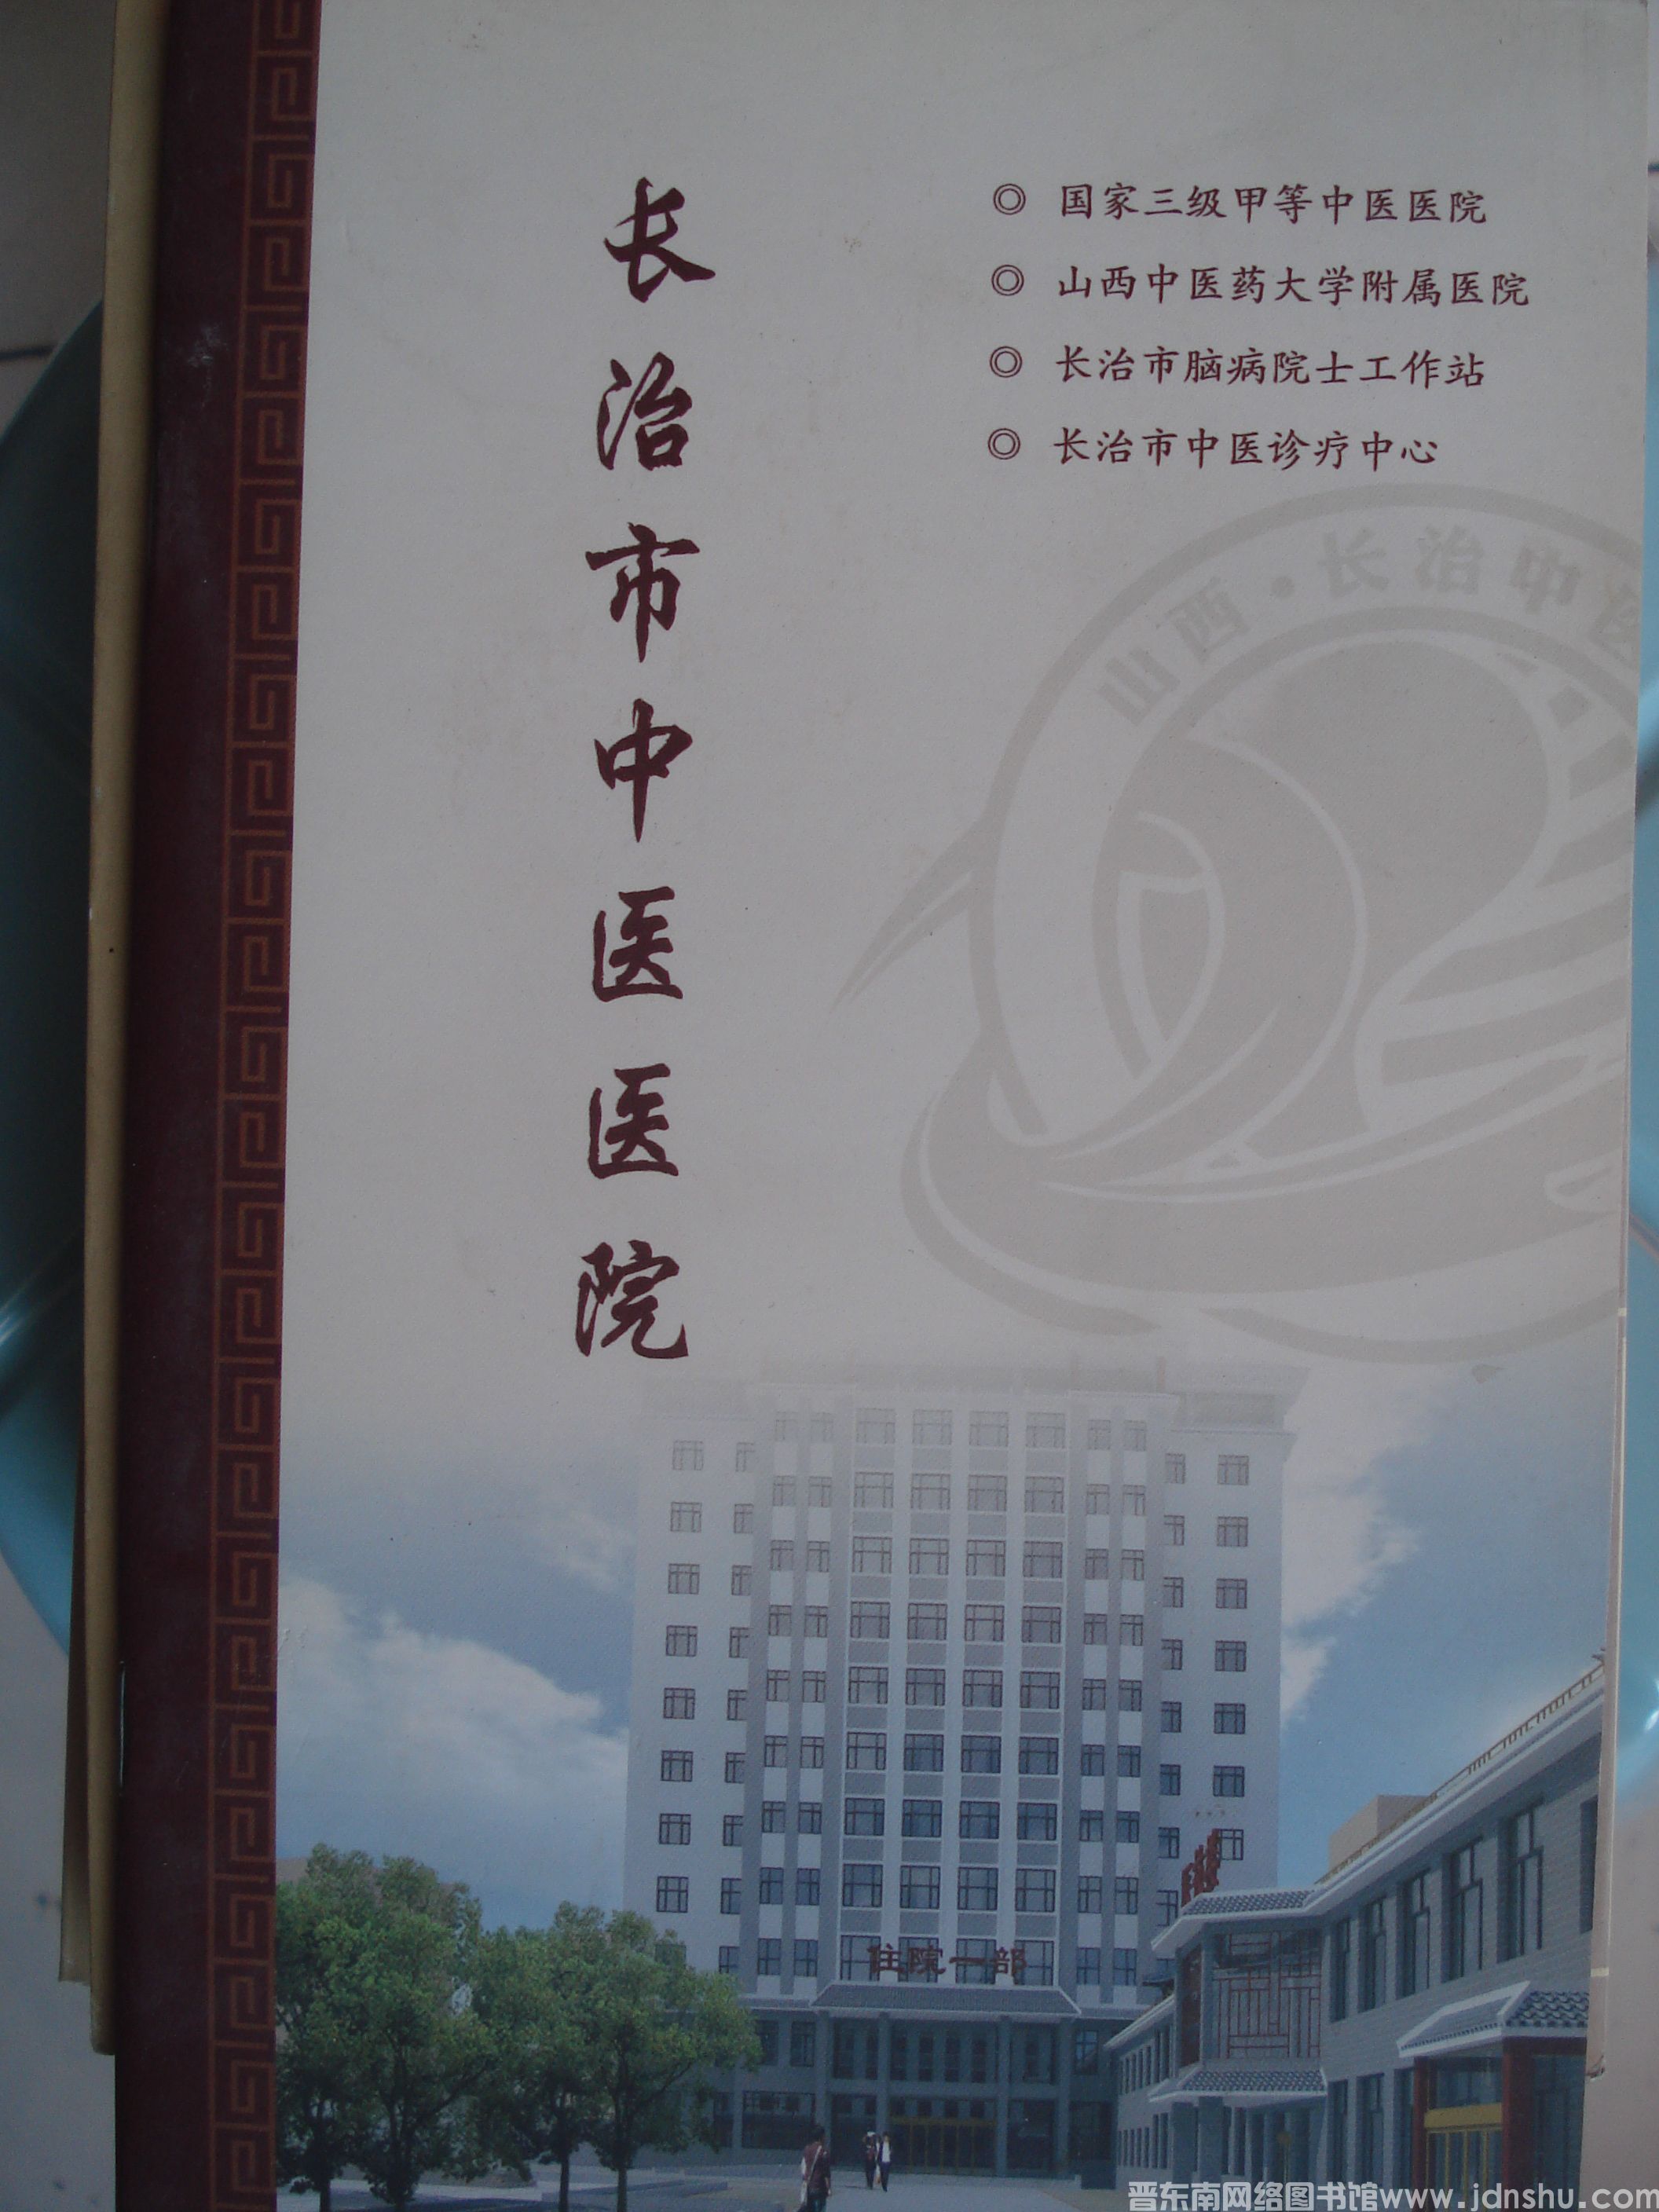 长治市中医医院
◎ 国家三级甲等中医医院
◎ 山西中医药大学附属医院
◎ 长治市脑病院士工作站
◎ 长治市中医诊疗中心
山西·长治中医
住院一部
晋东南网络图书馆www.jdnshu.com